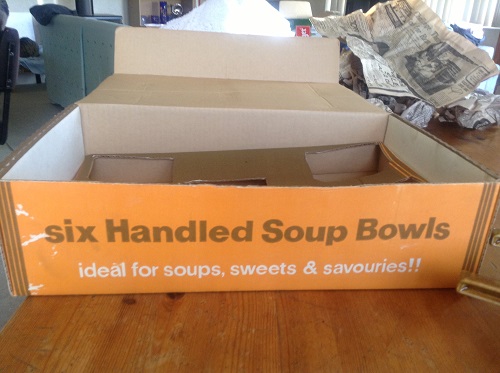 six Handled Soup Bowls
ideal for soups, sweets & savouries!!